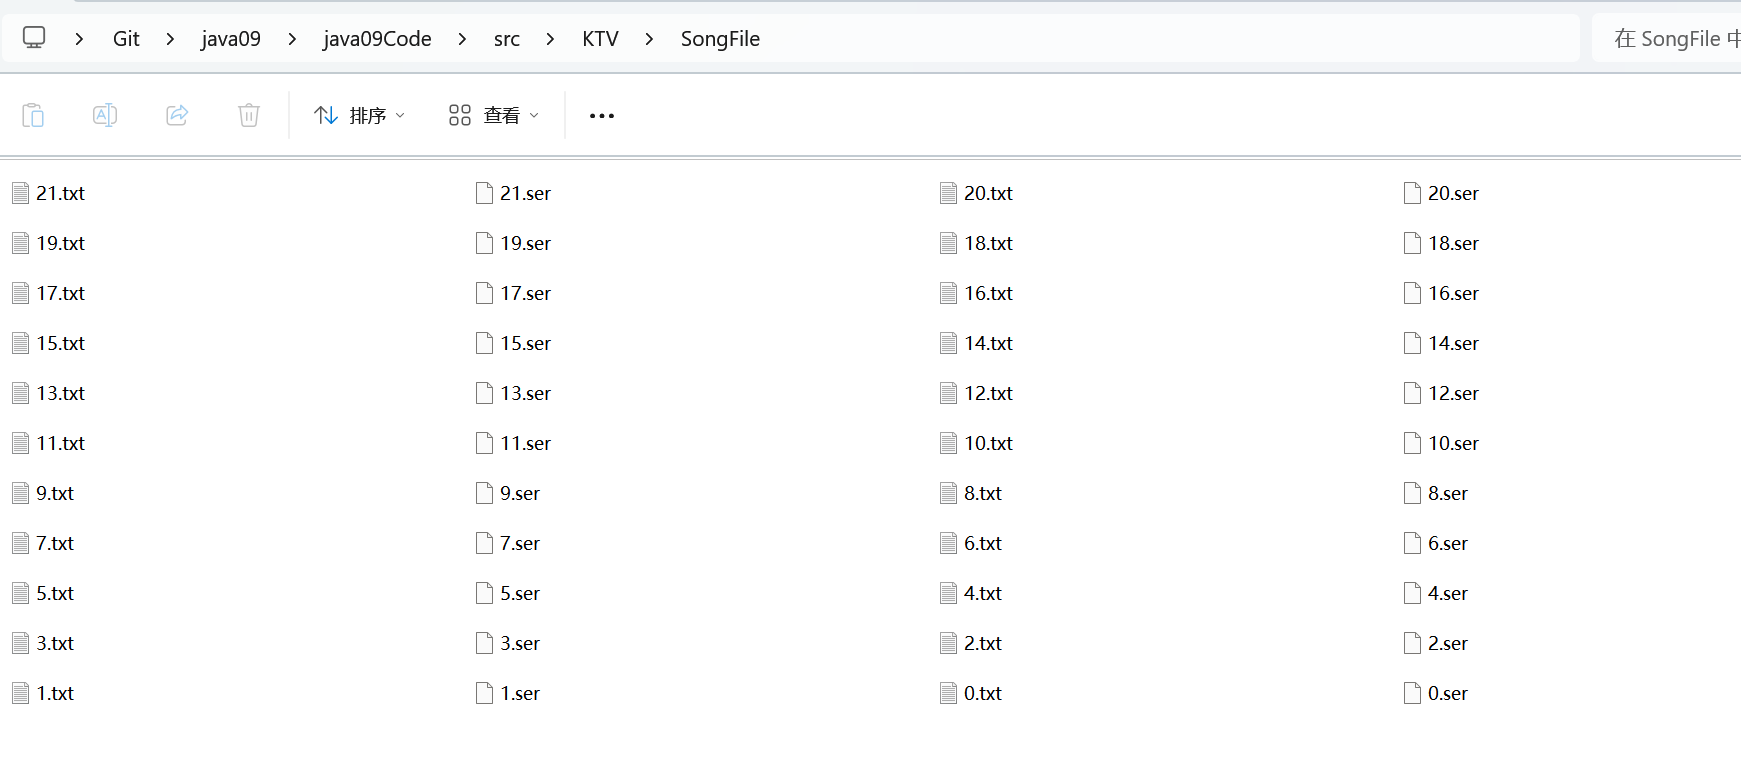 Git java09 java09Code src KTV SongFile 在 SongFile 中
排序 查看
21.txt 21.ser 20.txt 20.ser
19.txt 19.ser 18.txt 18.ser
17.txt 17.ser 16.txt 16.ser
15.txt 15.ser 14.txt 14.ser
13.txt 13.ser 12.txt 12.ser
11.txt 11.ser 10.txt 10.ser
9.txt 9.ser 8.txt 8.ser
7.txt 7.ser 6.txt 6.ser
5.txt 5.ser 4.txt 4.ser
3.txt 3.ser 2.txt 2.ser
1.txt 1.ser 0.txt 0.ser